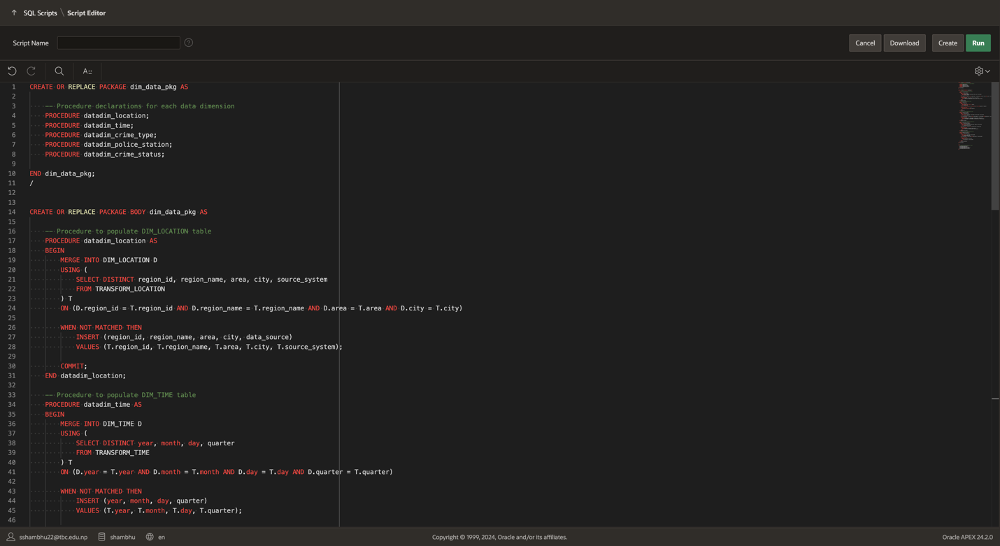 SQL Scripts \ Script Editor
Script Name
Cancel Download Create Run
1 CREATE OR REPLACE PACKAGE dim_data_pkg AS
2
3 -- Procedure declarations for each data dimension
4 PROCEDURE datadim_location;
5 PROCEDURE datadim_time;
6 PROCEDURE datadim_crime_type;
7 PROCEDURE datadim_police_station;
8 PROCEDURE datadim_crime_status;
9
10 END dim_data_pkg;
11 /
12
13
14 CREATE OR REPLACE PACKAGE BODY dim_data_pkg AS
15
16 -- Procedure to populate DIM_LOCATION table
17 PROCEDURE datadim_location AS
18 BEGIN
19 MERGE INTO DIM_LOCATION D
20 USING (
21 SELECT DISTINCT region_id, region_name, area, city, source_system
22 FROM TRANSFORM_LOCATION
23 ) T
24 ON (D.region_id = T.region_id AND D.region_name = T.region_name AND D.area = T.area AND D.city = T.city)
25
26 WHEN NOT MATCHED THEN
27 INSERT (region_id, region_name, area, city, data_source)
28 VALUES (T.region_id, T.region_name, T.area, T.city, T.source_system);
29
30 COMMIT;
31 END datadim_location;
32
33 -- Procedure to populate DIM_TIME table
34 PROCEDURE datadim_time AS
35 BEGIN
36 MERGE INTO DIM_TIME D
37 USING (
38 SELECT DISTINCT year, month, day, quarter
39 FROM TRANSFORM_TIME
40 ) T
41 ON (D.year = T.year AND D.month = T.month AND D.day = T.day AND D.quarter = T.quarter)
42
43 WHEN NOT MATCHED THEN
44 INSERT (year, month, day, quarter)
45 VALUES (T.year, T.month, T.day, T.quarter);
46
sshambhu22@tbc.edu.np shambhu en Copyright © 1999, 2024, Oracle and/or its affiliates. Oracle APEX 24.2.0